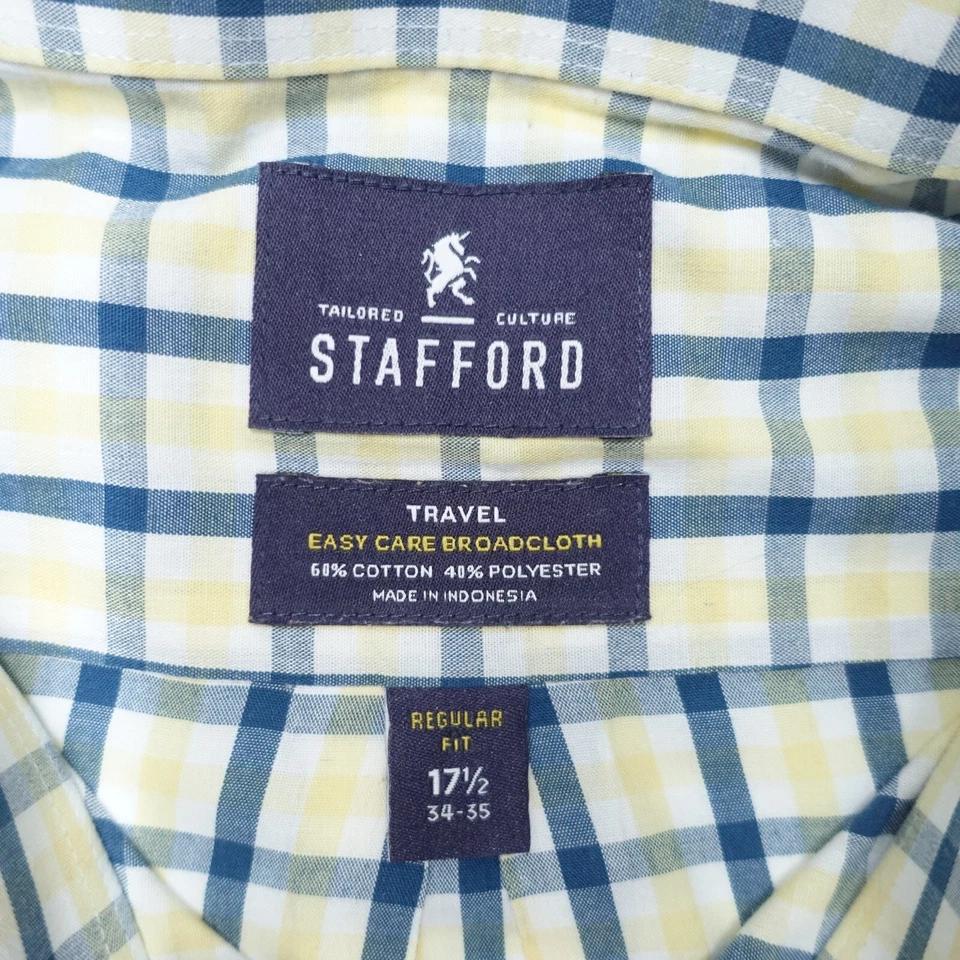 TAILORED CULTURE
STAFFORD
TRAVEL
EASY CARE BROADCLOTH
60% COTTON 40% POLYESTER
MADE IN INDONESIA
REGULAR
FIT
17½
34-35